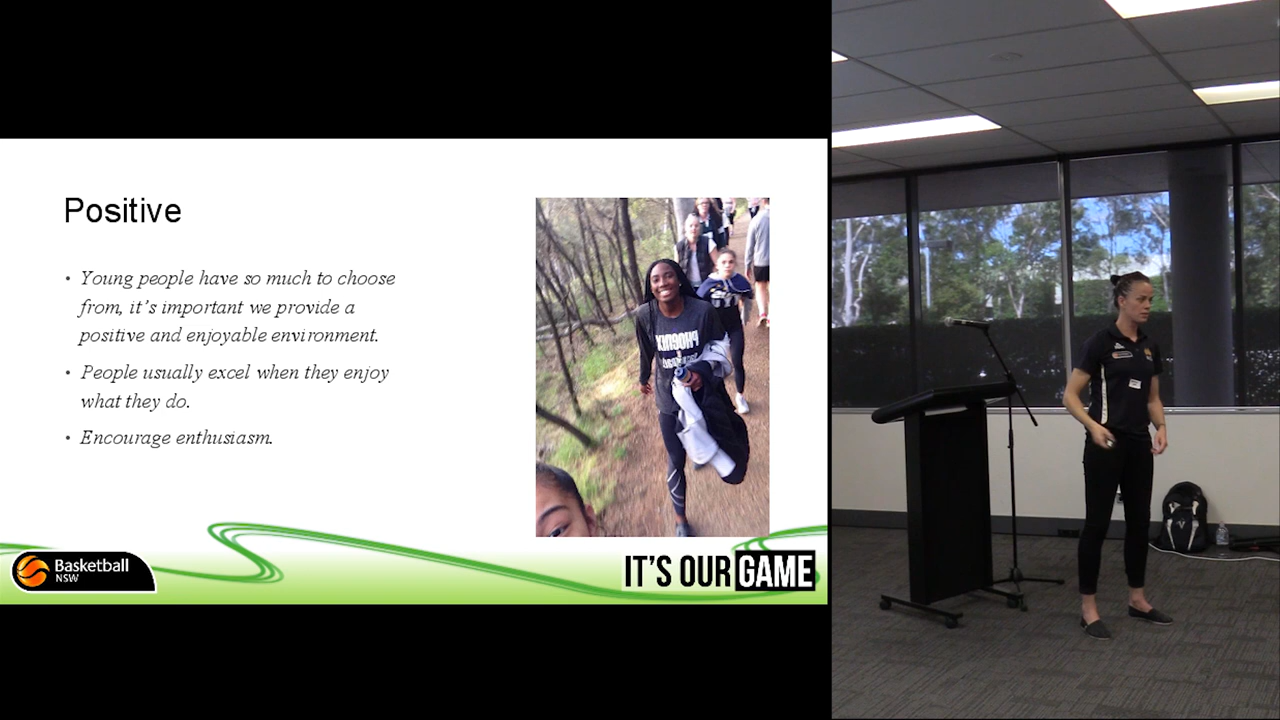 Positive
• Young people have so much to choose
from, it's important we provide a
positive and enjoyable environment.
• People usually excel when they enjoy
what they do.
• Encourage enthusiasm.
Basketball
NSW
IT'S OUR GAME
PHOENIX